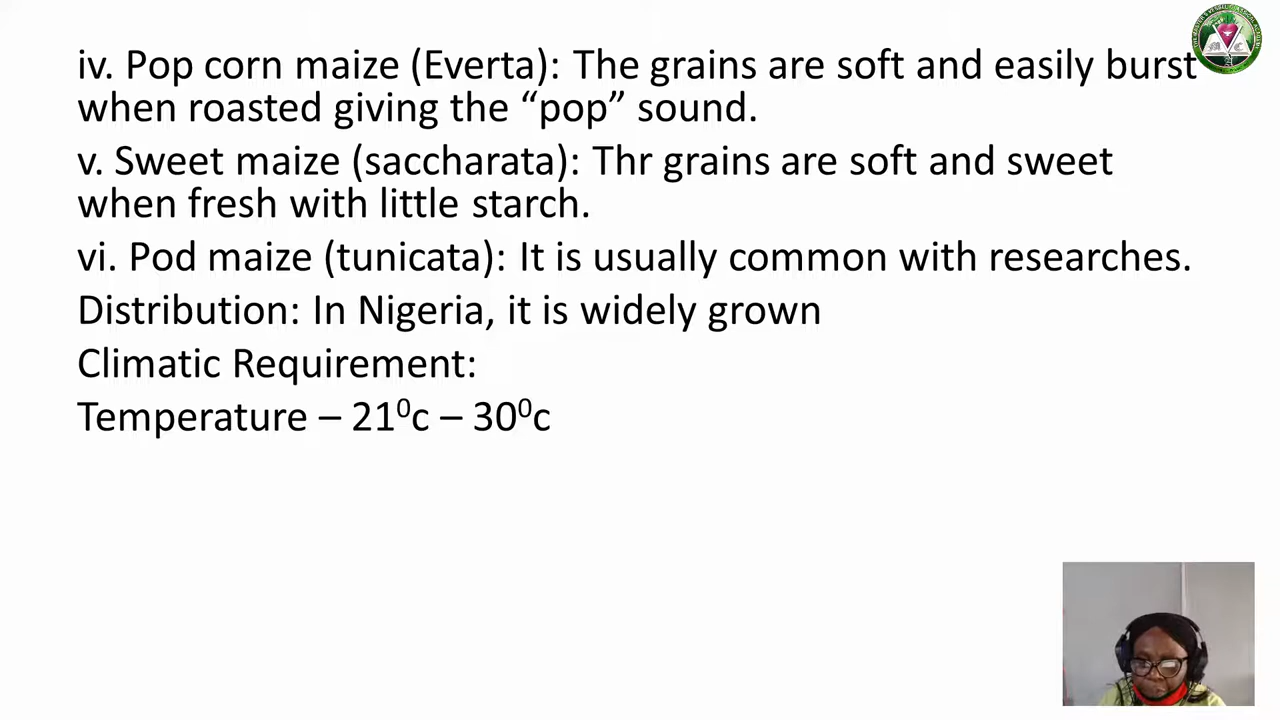 iv. Pop corn maize (Everta): The grains are soft and easily burst
when roasted giving the “pop” sound.
v. Sweet maize (saccharata): Thr grains are soft and sweet
when fresh with little starch.
vi. Pod maize (tunicata): It is usually common with researches.
Distribution: In Nigeria, it is widely grown
Climatic Requirement:
Temperature – 21⁰c – 30⁰c